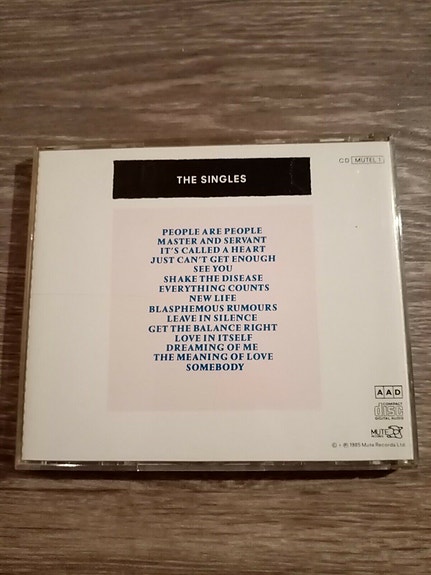 CD MUTEL 1
THE SINGLES
PEOPLE ARE PEOPLE
MASTER AND SERVANT
IT'S CALLED A HEART
JUST CAN'T GET ENOUGH
SEE YOU
SHAKE THE DISEASE
EVERYTHING COUNTS
NEW LIFE
BLASPHEMOUS RUMOURS
LEAVE IN SILENCE
GET THE BALANCE RIGHT
LOVE IN ITSELF
DREAMING OF ME
THE MEANING OF LOVE
SOMEBODY
AAD
COMPACT
disc
DIGITAL AUDIO
MUTE
℗ 1985 Mute Records Ltd